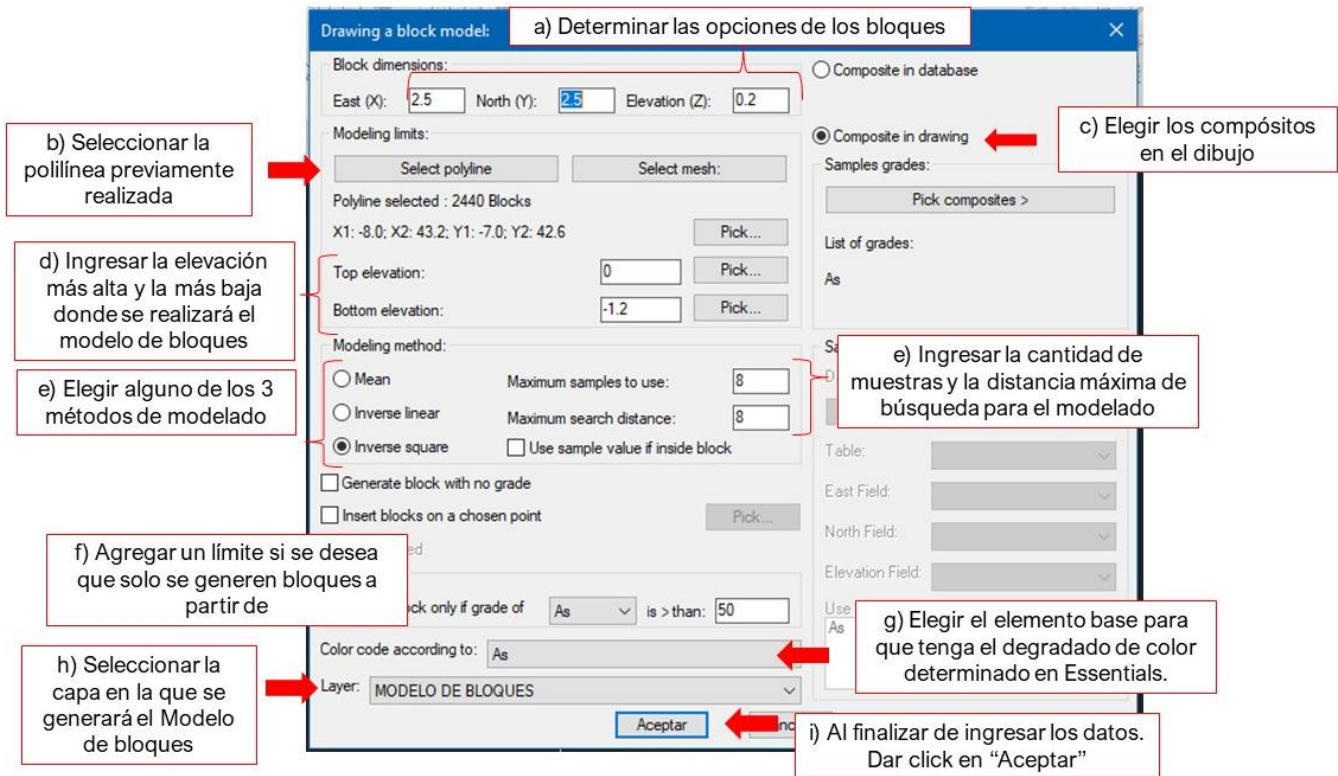 Drawing a block model:
a) Determinar las opciones de los bloques
Block dimensions:
East (X):
2.5
North (Y):
2.5
Elevation (Z):
0.2
Composite in database
b) Seleccionar la
polilínea previamente
realizada
Modeling limits:
Select polyline
Select mesh:
Polyline selected : 2440 Blocks
X1: -8.0; X2: 43.2; Y1: -7.0; Y2: 42.6
Pick...
Composite in drawing
c) Elegir los compósitos
en el dibujo
Samples grades:
Pick composites >
List of grades:
As
d) Ingresar la elevación
más alta y la más baja
donde se realizará el
modelo de bloques
Top elevation:
0
Pick...
Bottom elevation:
-1.2
Pick...
e) Elegir alguno de los 3
métodos de modelado
Modeling method:
Mean
Maximum samples to use:
8
Inverse linear
Maximum search distance:
8
Inverse square
Use sample value if inside block
e) Ingresar la cantidad de
muestras y la distancia máxima de
búsqueda para el modelado
Sa
D
Table:
East Field:
North Field:
Elevation Field:
Use
As
Generate block with no grade
Insert blocks on a chosen point
Pick...
ed
f) Agregar un límite si se desea
que solo se generen bloques a
partir de
ock only if grade of
As
is > than:
50
g) Elegir el elemento base para
que tenga el degradado de color
determinado en Essentials.
Color code according to:
As
h) Seleccionar la
capa en la que se
generará el Modelo
de bloques
Layer:
MODELO DE BLOQUES
Aceptar
nc
i) Al finalizar de ingresar los datos.
Dar click en “Aceptar”